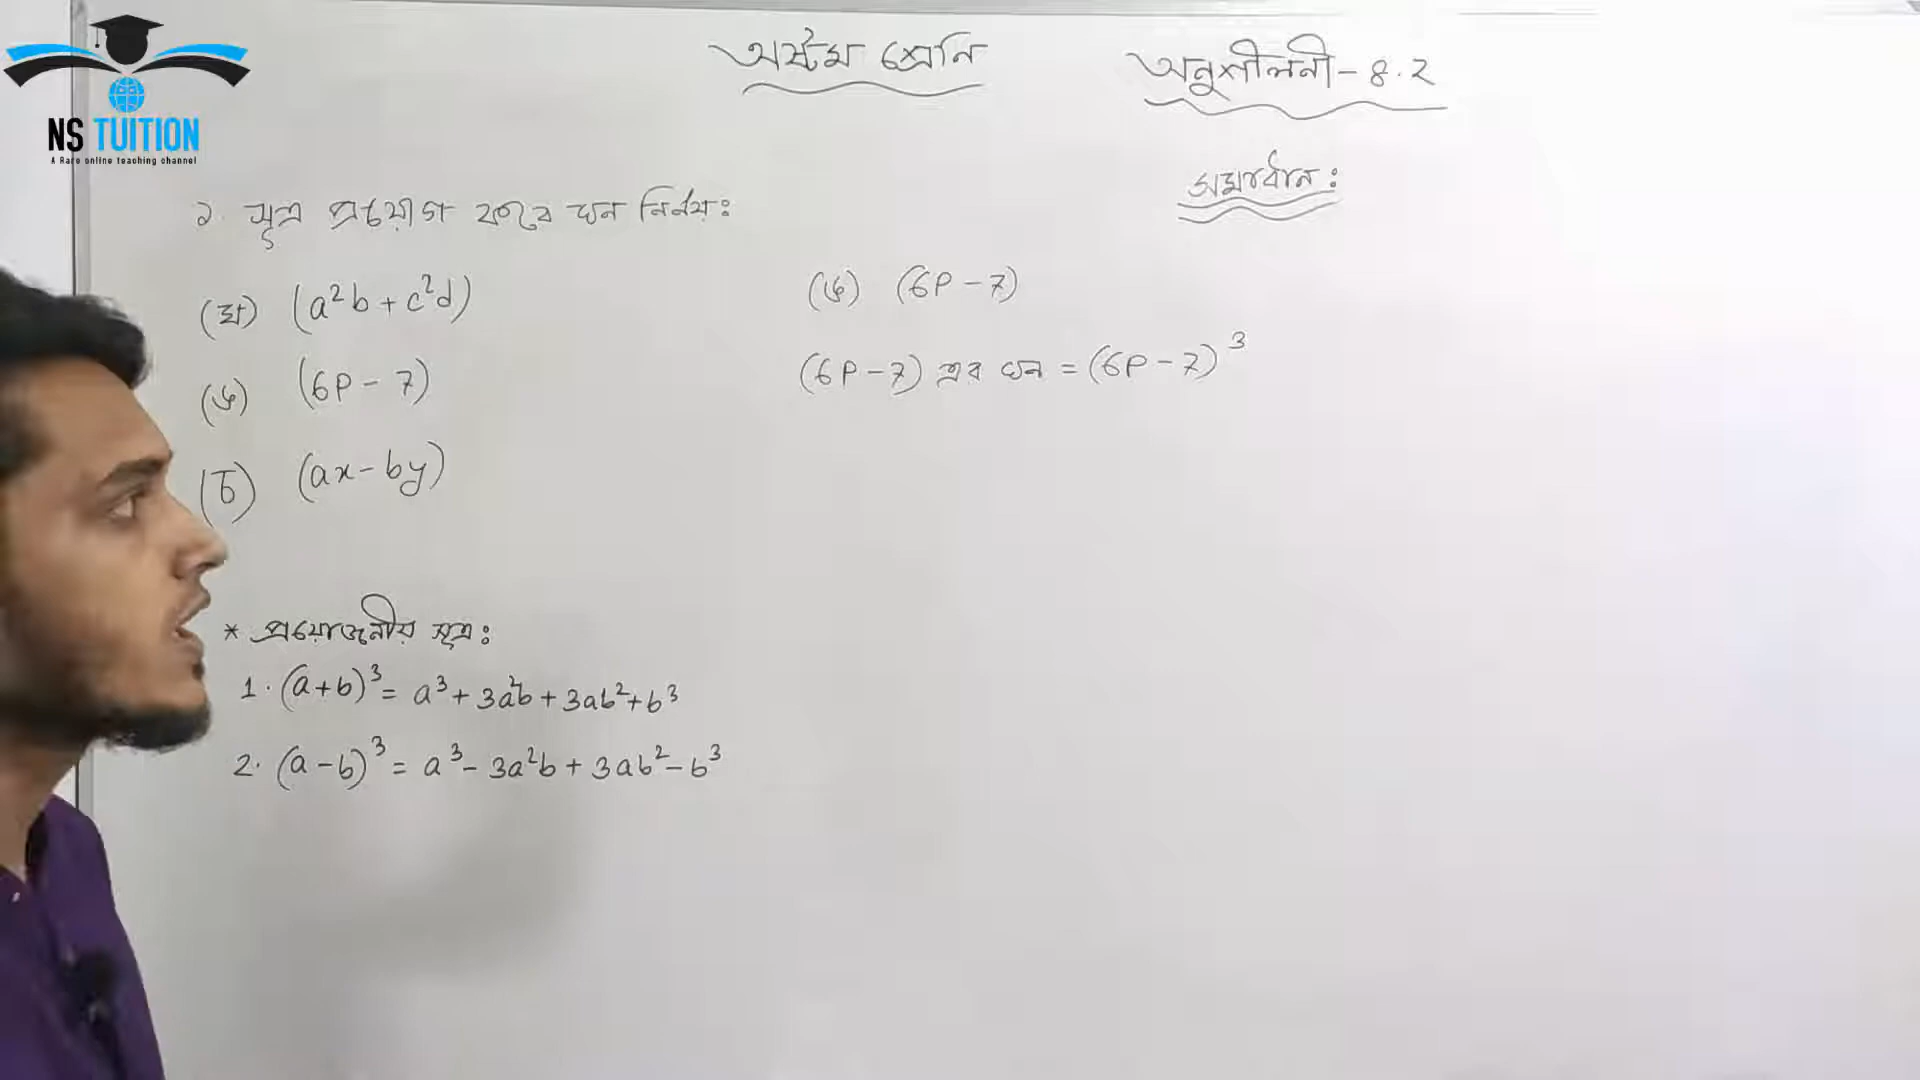 NS TUITION
A Rare online teaching channel
অষ্টম শ্রেনি
অনুশীলনী - ৪.২
সমাধান:
১. সূত্র প্রয়োগ করে ঘন নির্নয়:
(ঘ) (a²b + c²d)
(ঙ) (6P - 7)
(চ) (ax - by)
* প্রয়োজনীয় সূত্র:
1. (a+b)³ = a³ + 3a²b + 3ab² + b³
2. (a - b)³ = a³ - 3a²b + 3ab² - b³
(ঙ) (6P - 7)
(6P - 7) এর ঘন = (6P - 7)³